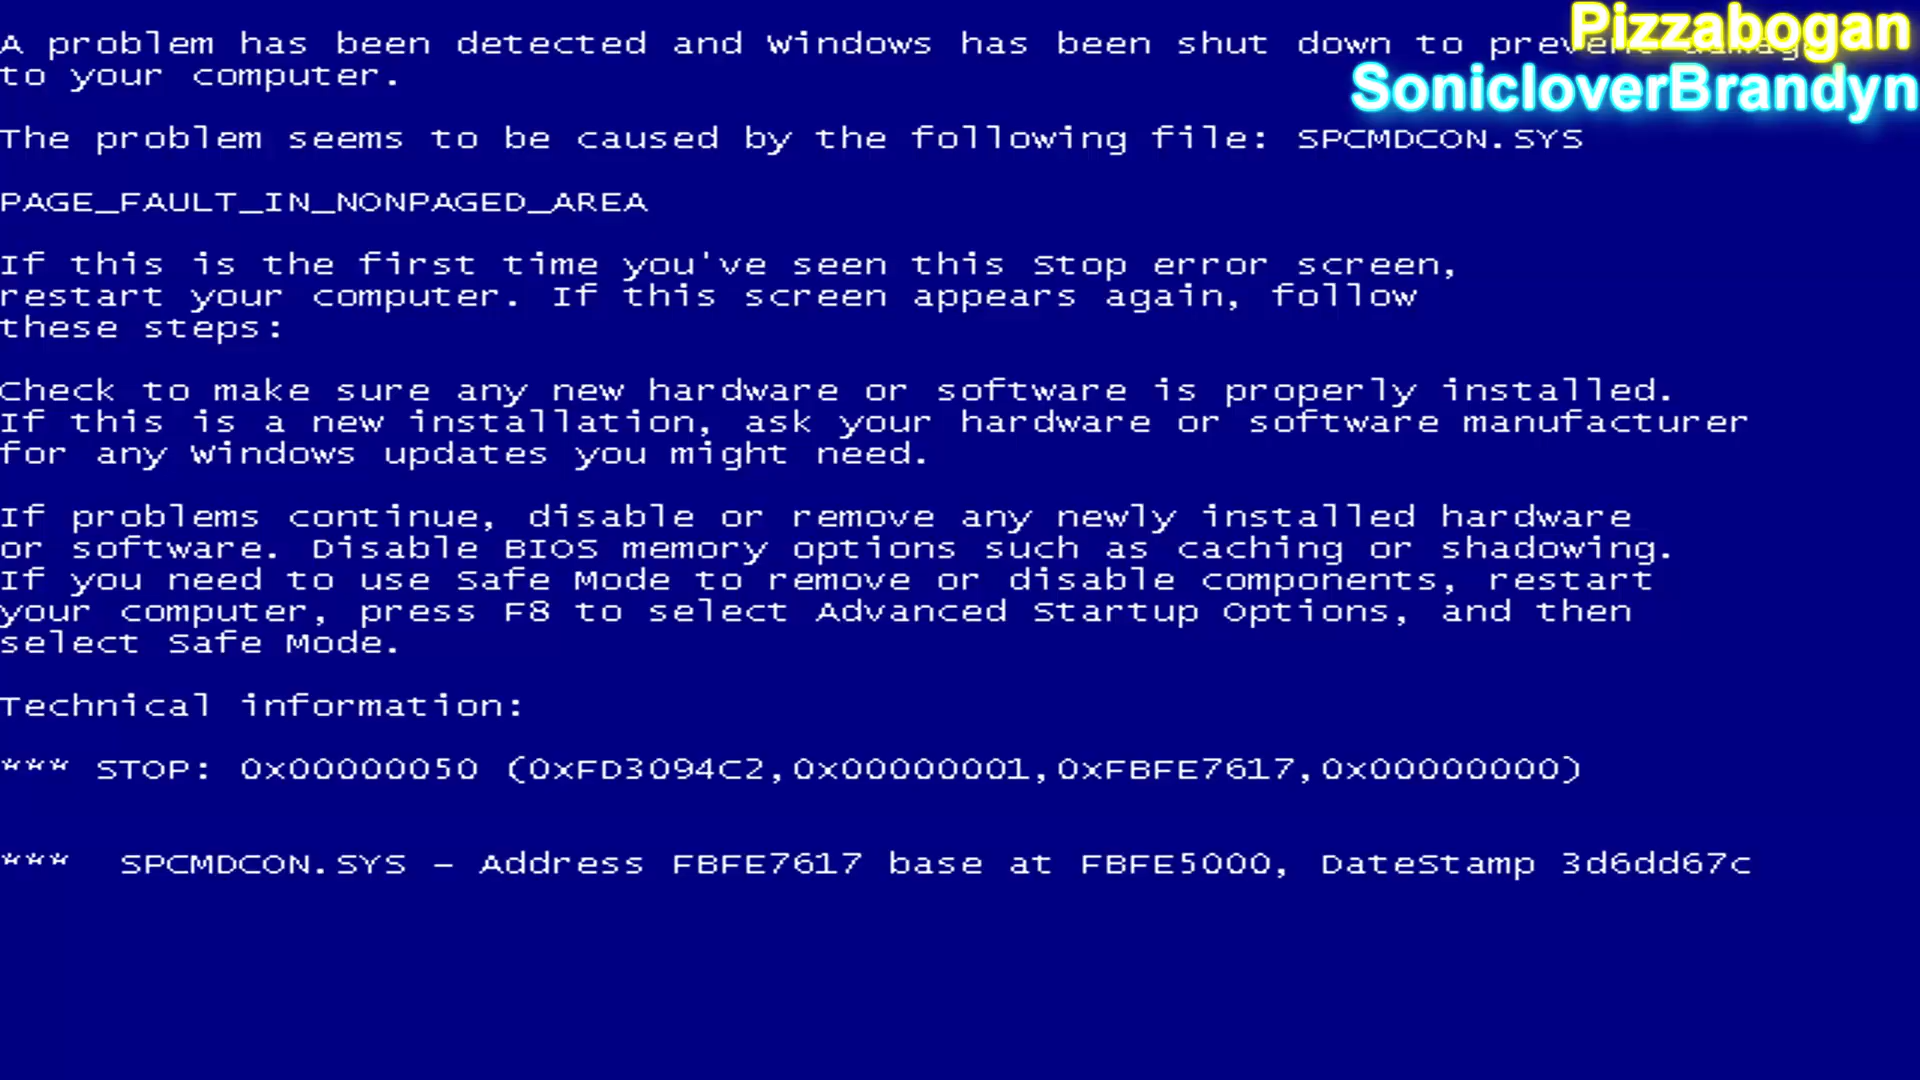 Pizzabogan
SonicloverBrandyn
A problem has been detected and Windows has been shut down to prevent damage
to your computer.
The problem seems to be caused by the following file: SPCMDCON.SYS
PAGE_FAULT_IN_NONPAGED_AREA
If this is the first time you've seen this Stop error screen,
restart your computer. If this screen appears again, follow
these steps:
Check to make sure any new hardware or software is properly installed.
If this is a new installation, ask your hardware or software manufacturer
for any Windows updates you might need.
If problems continue, disable or remove any newly installed hardware
or software. Disable BIOS memory options such as caching or shadowing.
If you need to use Safe Mode to remove or disable components, restart
your computer, press F8 to select Advanced Startup Options, and then
select Safe Mode.
Technical information:
*** STOP: 0x00000050 (0xFD3094C2,0x00000001,0xFBFE7617,0x00000000)
***  SPCMDCON.SYS - Address FBFE7617 base at FBFE5000, DateStamp 3d6dd67c